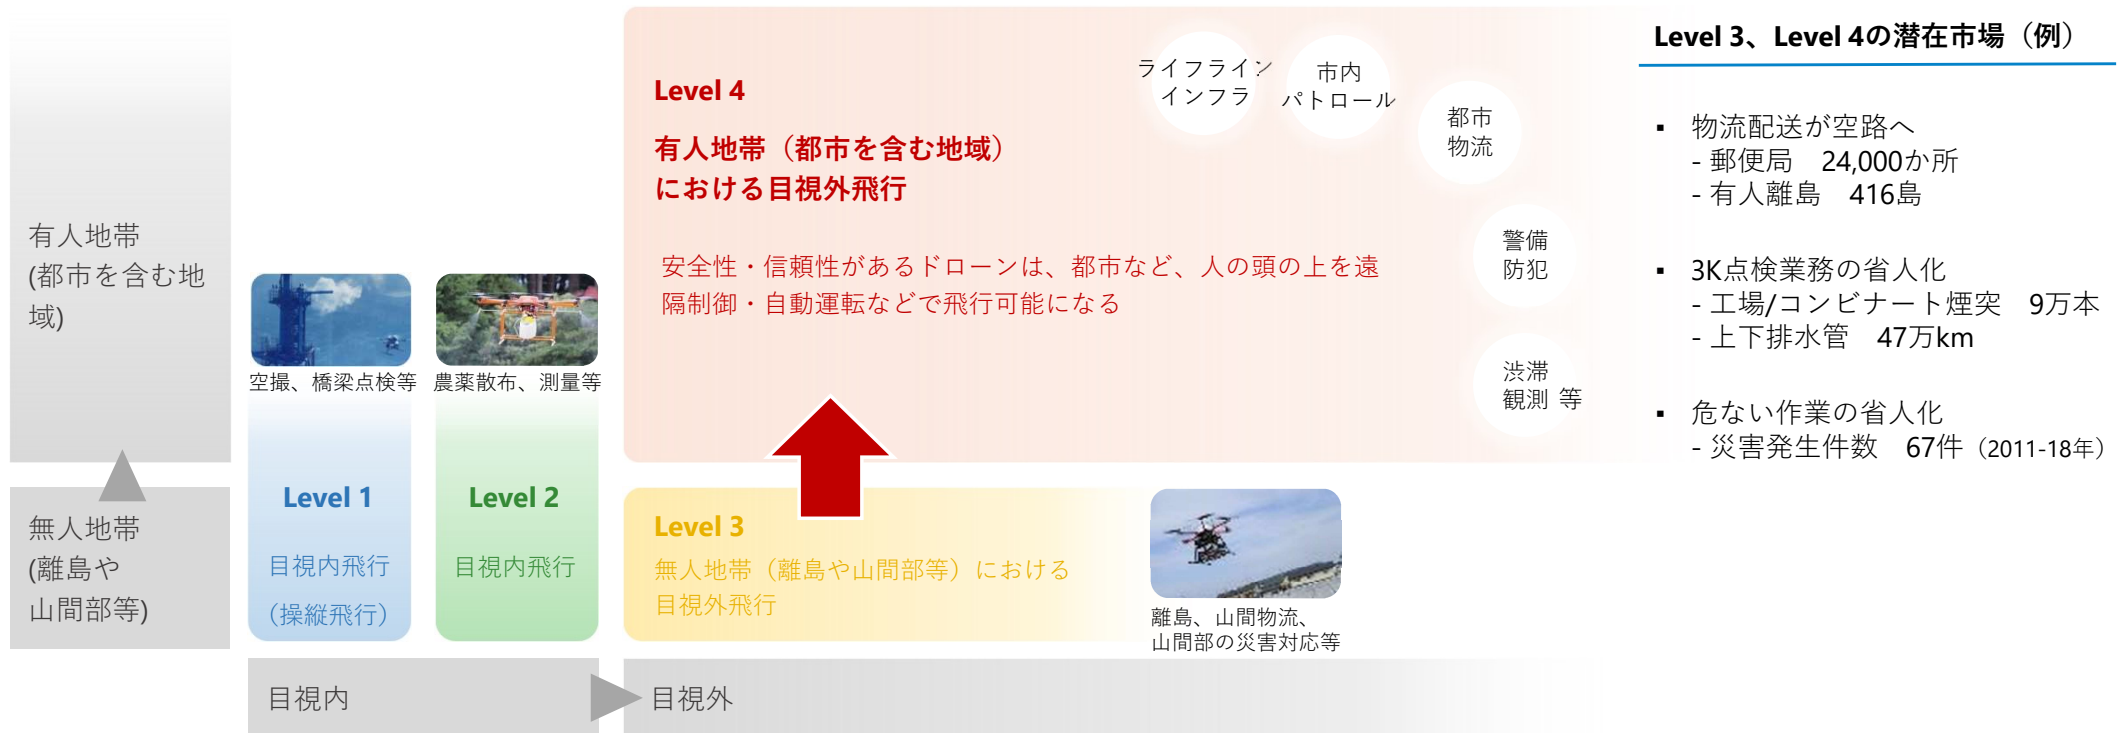 有人地帯
(都市を含む地
域)
無人地帯
(離島や
山間部等)
空撮、橋梁点検等
Level 1
目視内飛行
（操縦飛行）
農薬散布、測量等
Level 2
目視内飛行
Level 4
有人地帯（都市を含む地域）
における目視外飛行
安全性・信頼性があるドローンは、都市など、人の頭の上を遠
隔制御・自動運転などで飛行可能になる
ライフライン
インフラ
市内
パトロール
都市
物流
警備
防犯
渋滞
観測 等
Level 3
無人地帯（離島や山間部等）における
目視外飛行
離島、山間物流、
山間部の災害対応等
目視内
目視外
Level 3、Level 4の潜在市場（例）
▪ 物流配送が空路へ
- 郵便局　24,000か所
- 有人離島　416島
▪ 3K点検業務の省人化
- 工場/コンビナート煙突　9万本
- 上下排水管　47万km
▪ 危ない作業の省人化
- 災害発生件数　67件（2011-18年）